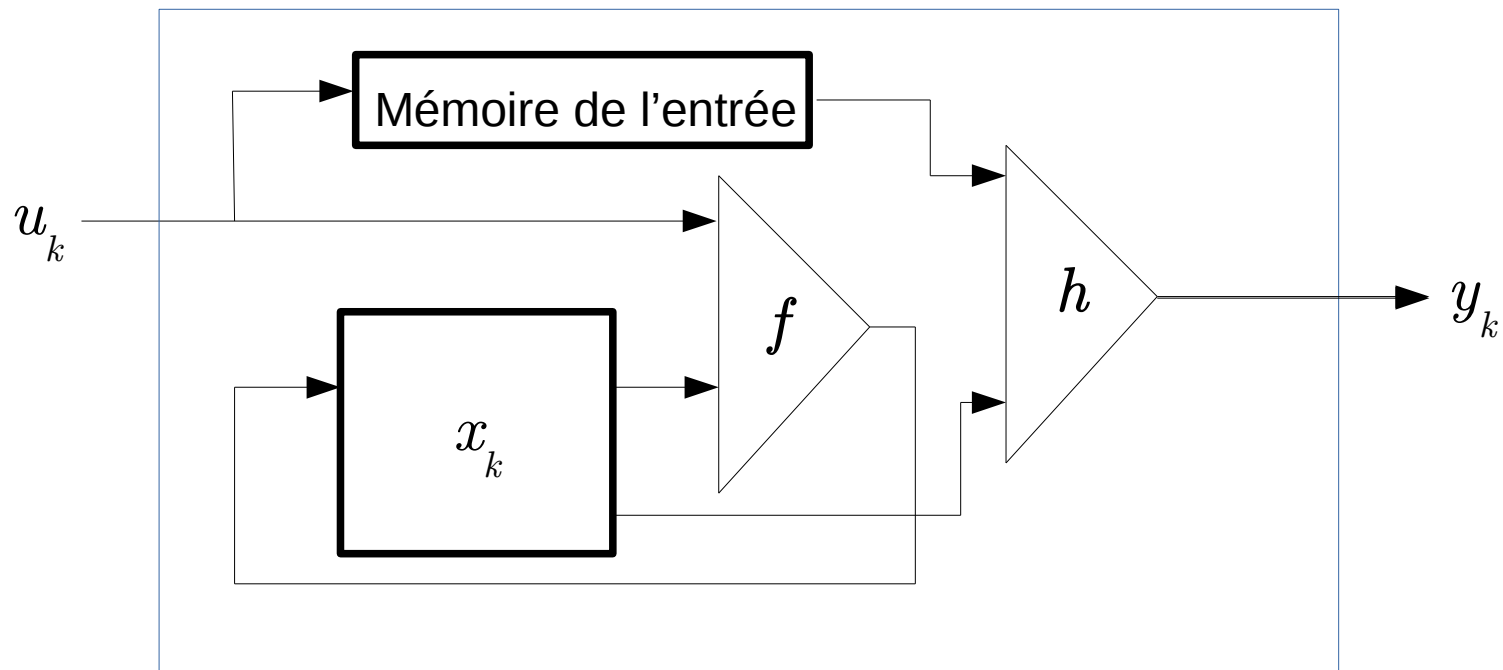 Mémoire de l’entrée
u_k
f
h
y_k
x_k